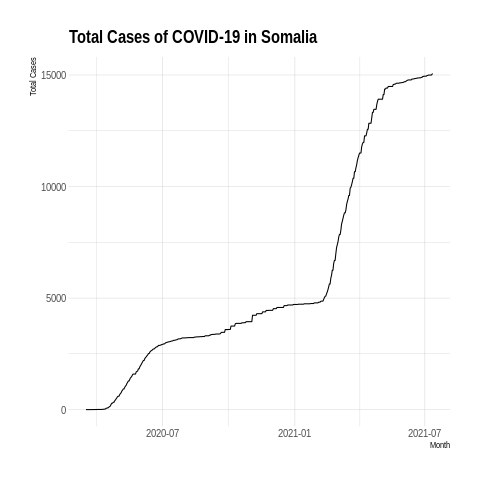 Total Cases of COVID-19 in Somalia
Total Cases
15000
10000
5000
0
2020-07
2021-01
2021-07
Month